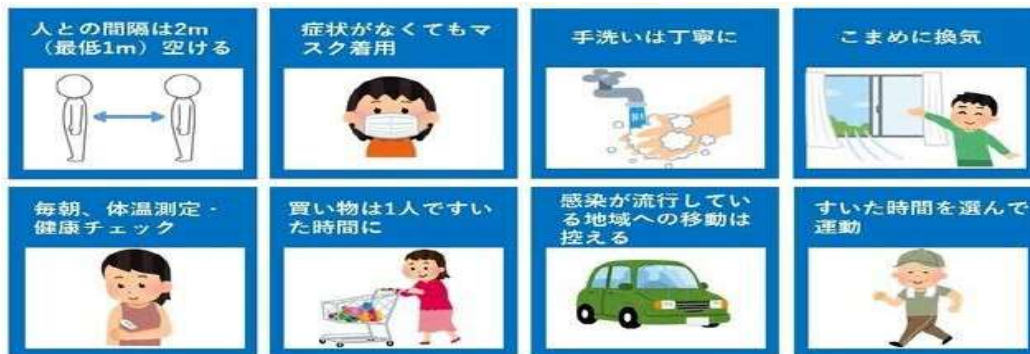 人との間隔は2m
（最低1m）空ける
症状がなくてもマ
スク着用
手洗いは丁寧に
こまめに換気
毎朝、体温測定・
健康チェック
買い物は1人ですい
た時間に
感染が流行してい
る地域への移動は
控える
すいた時間を選んで
運動